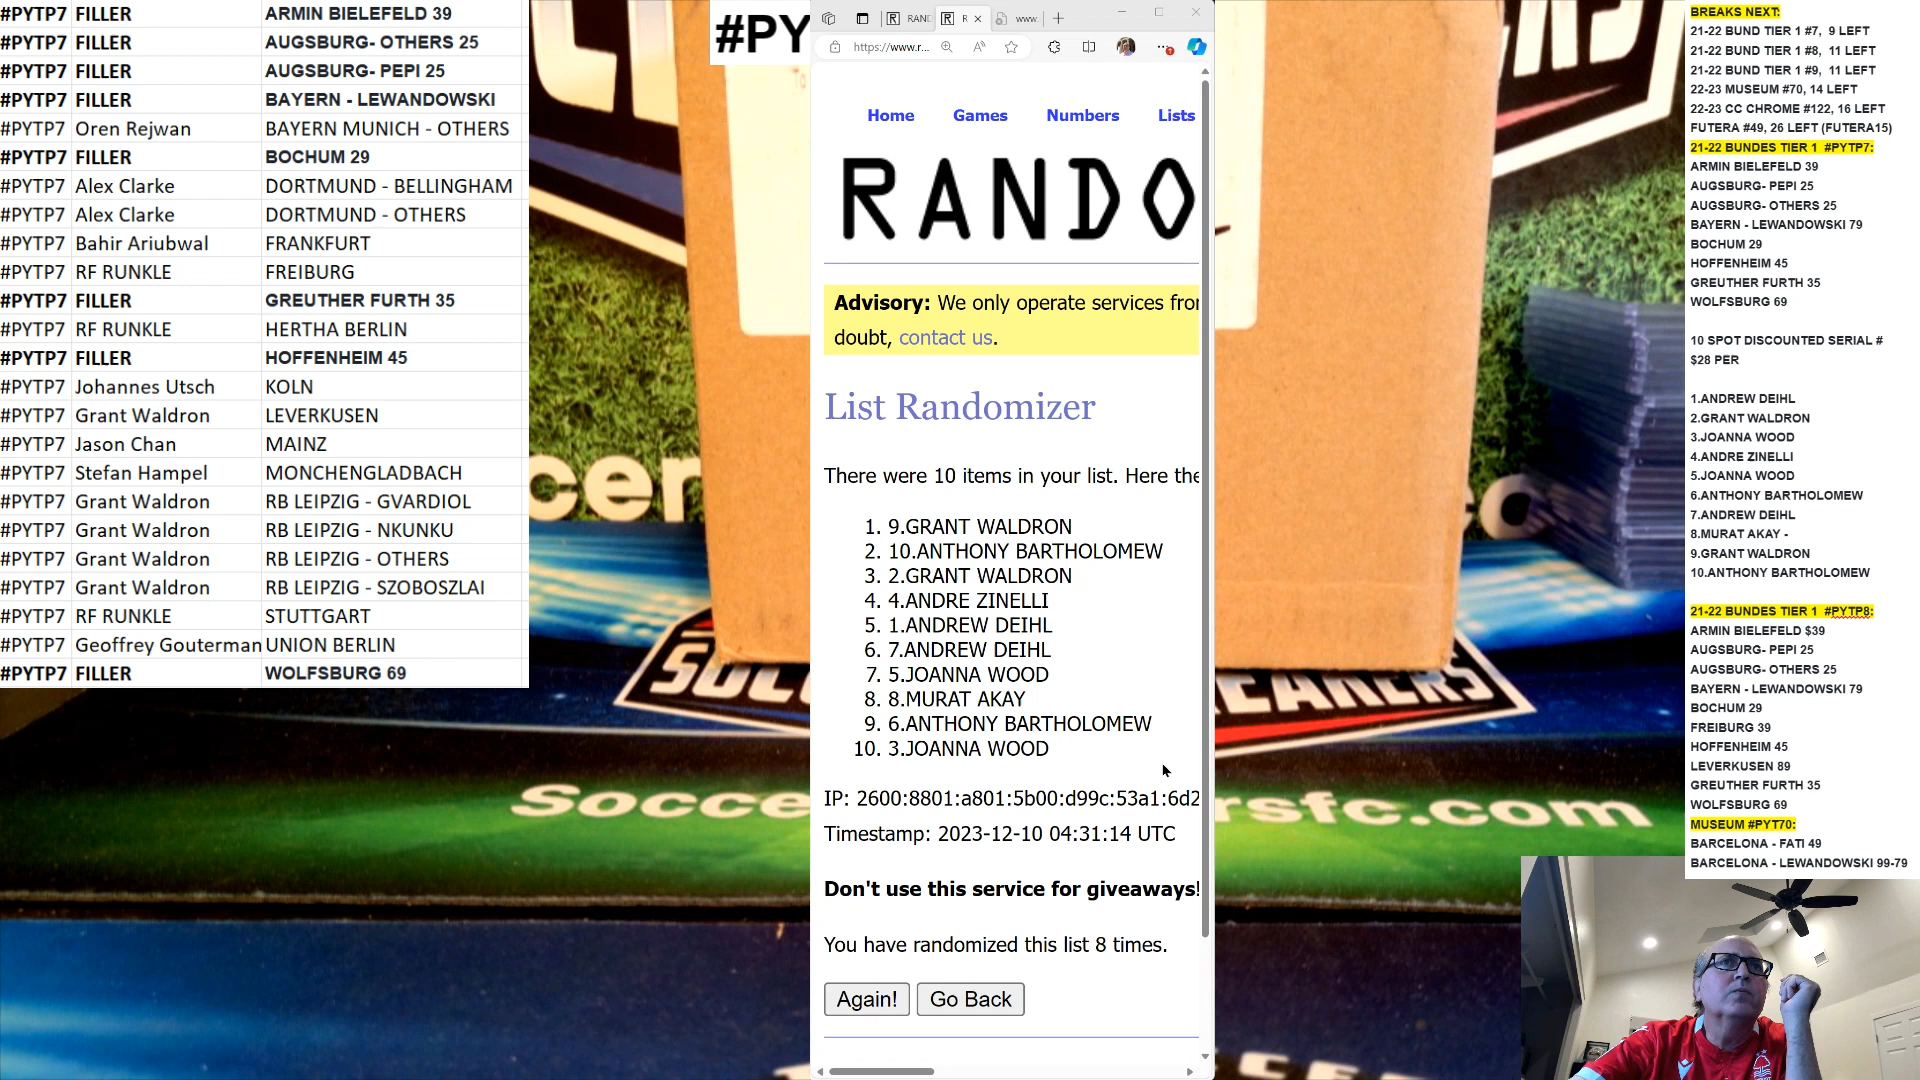 #PYTP7 FILLER ARMIN BIELEFELD 39
#PYTP7 FILLER AUGSBURG- OTHERS 25
#PYTP7 FILLER AUGSBURG- PEPI 25
#PYTP7 FILLER BAYERN - LEWANDOWSKI
#PYTP7 Oren Rejwan BAYERN MUNICH - OTHERS
#PYTP7 FILLER BOCHUM 29
#PYTP7 Alex Clarke DORTMUND - BELLINGHAM
#PYTP7 Alex Clarke DORTMUND - OTHERS
#PYTP7 Bahir Ariubwal FRANKFURT
#PYTP7 RF RUNKLE FREIBURG
#PYTP7 FILLER GREUTHER FURTH 35
#PYTP7 RF RUNKLE HERTHA BERLIN
#PYTP7 FILLER HOFFENHEIM 45
#PYTP7 Johannes Utsch KOLN
#PYTP7 Grant Waldron LEVERKUSEN
#PYTP7 Jason Chan MAINZ
#PYTP7 Stefan Hampel MONCHENGLADBACH
#PYTP7 Grant Waldron RB LEIPZIG - GVARDIOL
#PYTP7 Grant Waldron RB LEIPZIG - NKUNKU
#PYTP7 Grant Waldron RB LEIPZIG - OTHERS
#PYTP7 Grant Waldron RB LEIPZIG - SZOBOSZLAI
#PYTP7 RF RUNKLE STUTTGART
#PYTP7 Geoffrey Gouterman UNION BERLIN
#PYTP7 FILLER WOLFSBURG 69
#PY
RAND
R
www.
https://www.r...
Home Games Numbers Lists
RANDO
Advisory: We only operate services from
doubt, contact us.
List Randomizer
There were 10 items in your list. Here the
1. 9.GRANT WALDRON
2. 10.ANTHONY BARTHOLOMEW
3. 2.GRANT WALDRON
4. 4.ANDRE ZINELLI
5. 1.ANDREW DEIHL
6. 7.ANDREW DEIHL
7. 5.JOANNA WOOD
8. 8.MURAT AKAY
9. 6.ANTHONY BARTHOLOMEW
10. 3.JOANNA WOOD
IP: 2600:8801:a801:5b00:d99c:53a1:6d2
Timestamp: 2023-12-10 04:31:14 UTC
Don't use this service for giveaways!
You have randomized this list 8 times.
Again! Go Back
BREAKS NEXT:
21-22 BUND TIER 1 #7, 9 LEFT
21-22 BUND TIER 1 #8, 11 LEFT
21-22 BUND TIER 1 #9, 11 LEFT
22-23 MUSEUM #70, 14 LEFT
22-23 CC CHROME #122, 16 LEFT
FUTERA #49, 26 LEFT (FUTERA15)
21-22 BUNDES TIER 1 #PYTP7:
ARMIN BIELEFELD 39
AUGSBURG- PEPI 25
AUGSBURG- OTHERS 25
BAYERN - LEWANDOWSKI 79
BOCHUM 29
HOFFENHEIM 45
GREUTHER FURTH 35
WOLFSBURG 69
10 SPOT DISCOUNTED SERIAL #
$28 PER
1.ANDREW DEIHL
2.GRANT WALDRON
3.JOANNA WOOD
4.ANDRE ZINELLI
5.JOANNA WOOD
6.ANTHONY BARTHOLOMEW
7.ANDREW DEIHL
8.MURAT AKAY -
9.GRANT WALDRON
10.ANTHONY BARTHOLOMEW
21-22 BUNDES TIER 1 #PYTP8:
ARMIN BIELEFELD $39
AUGSBURG- PEPI 25
AUGSBURG- OTHERS 25
BAYERN - LEWANDOWSKI 79
BOCHUM 29
FREIBURG 39
HOFFENHEIM 45
LEVERKUSEN 89
GREUTHER FURTH 35
WOLFSBURG 69
MUSEUM #PYT70:
BARCELONA - FATI 49
BARCELONA - LEWANDOWSKI 99-79
cer
SOC
EAKERS
Socce
rsfc.com